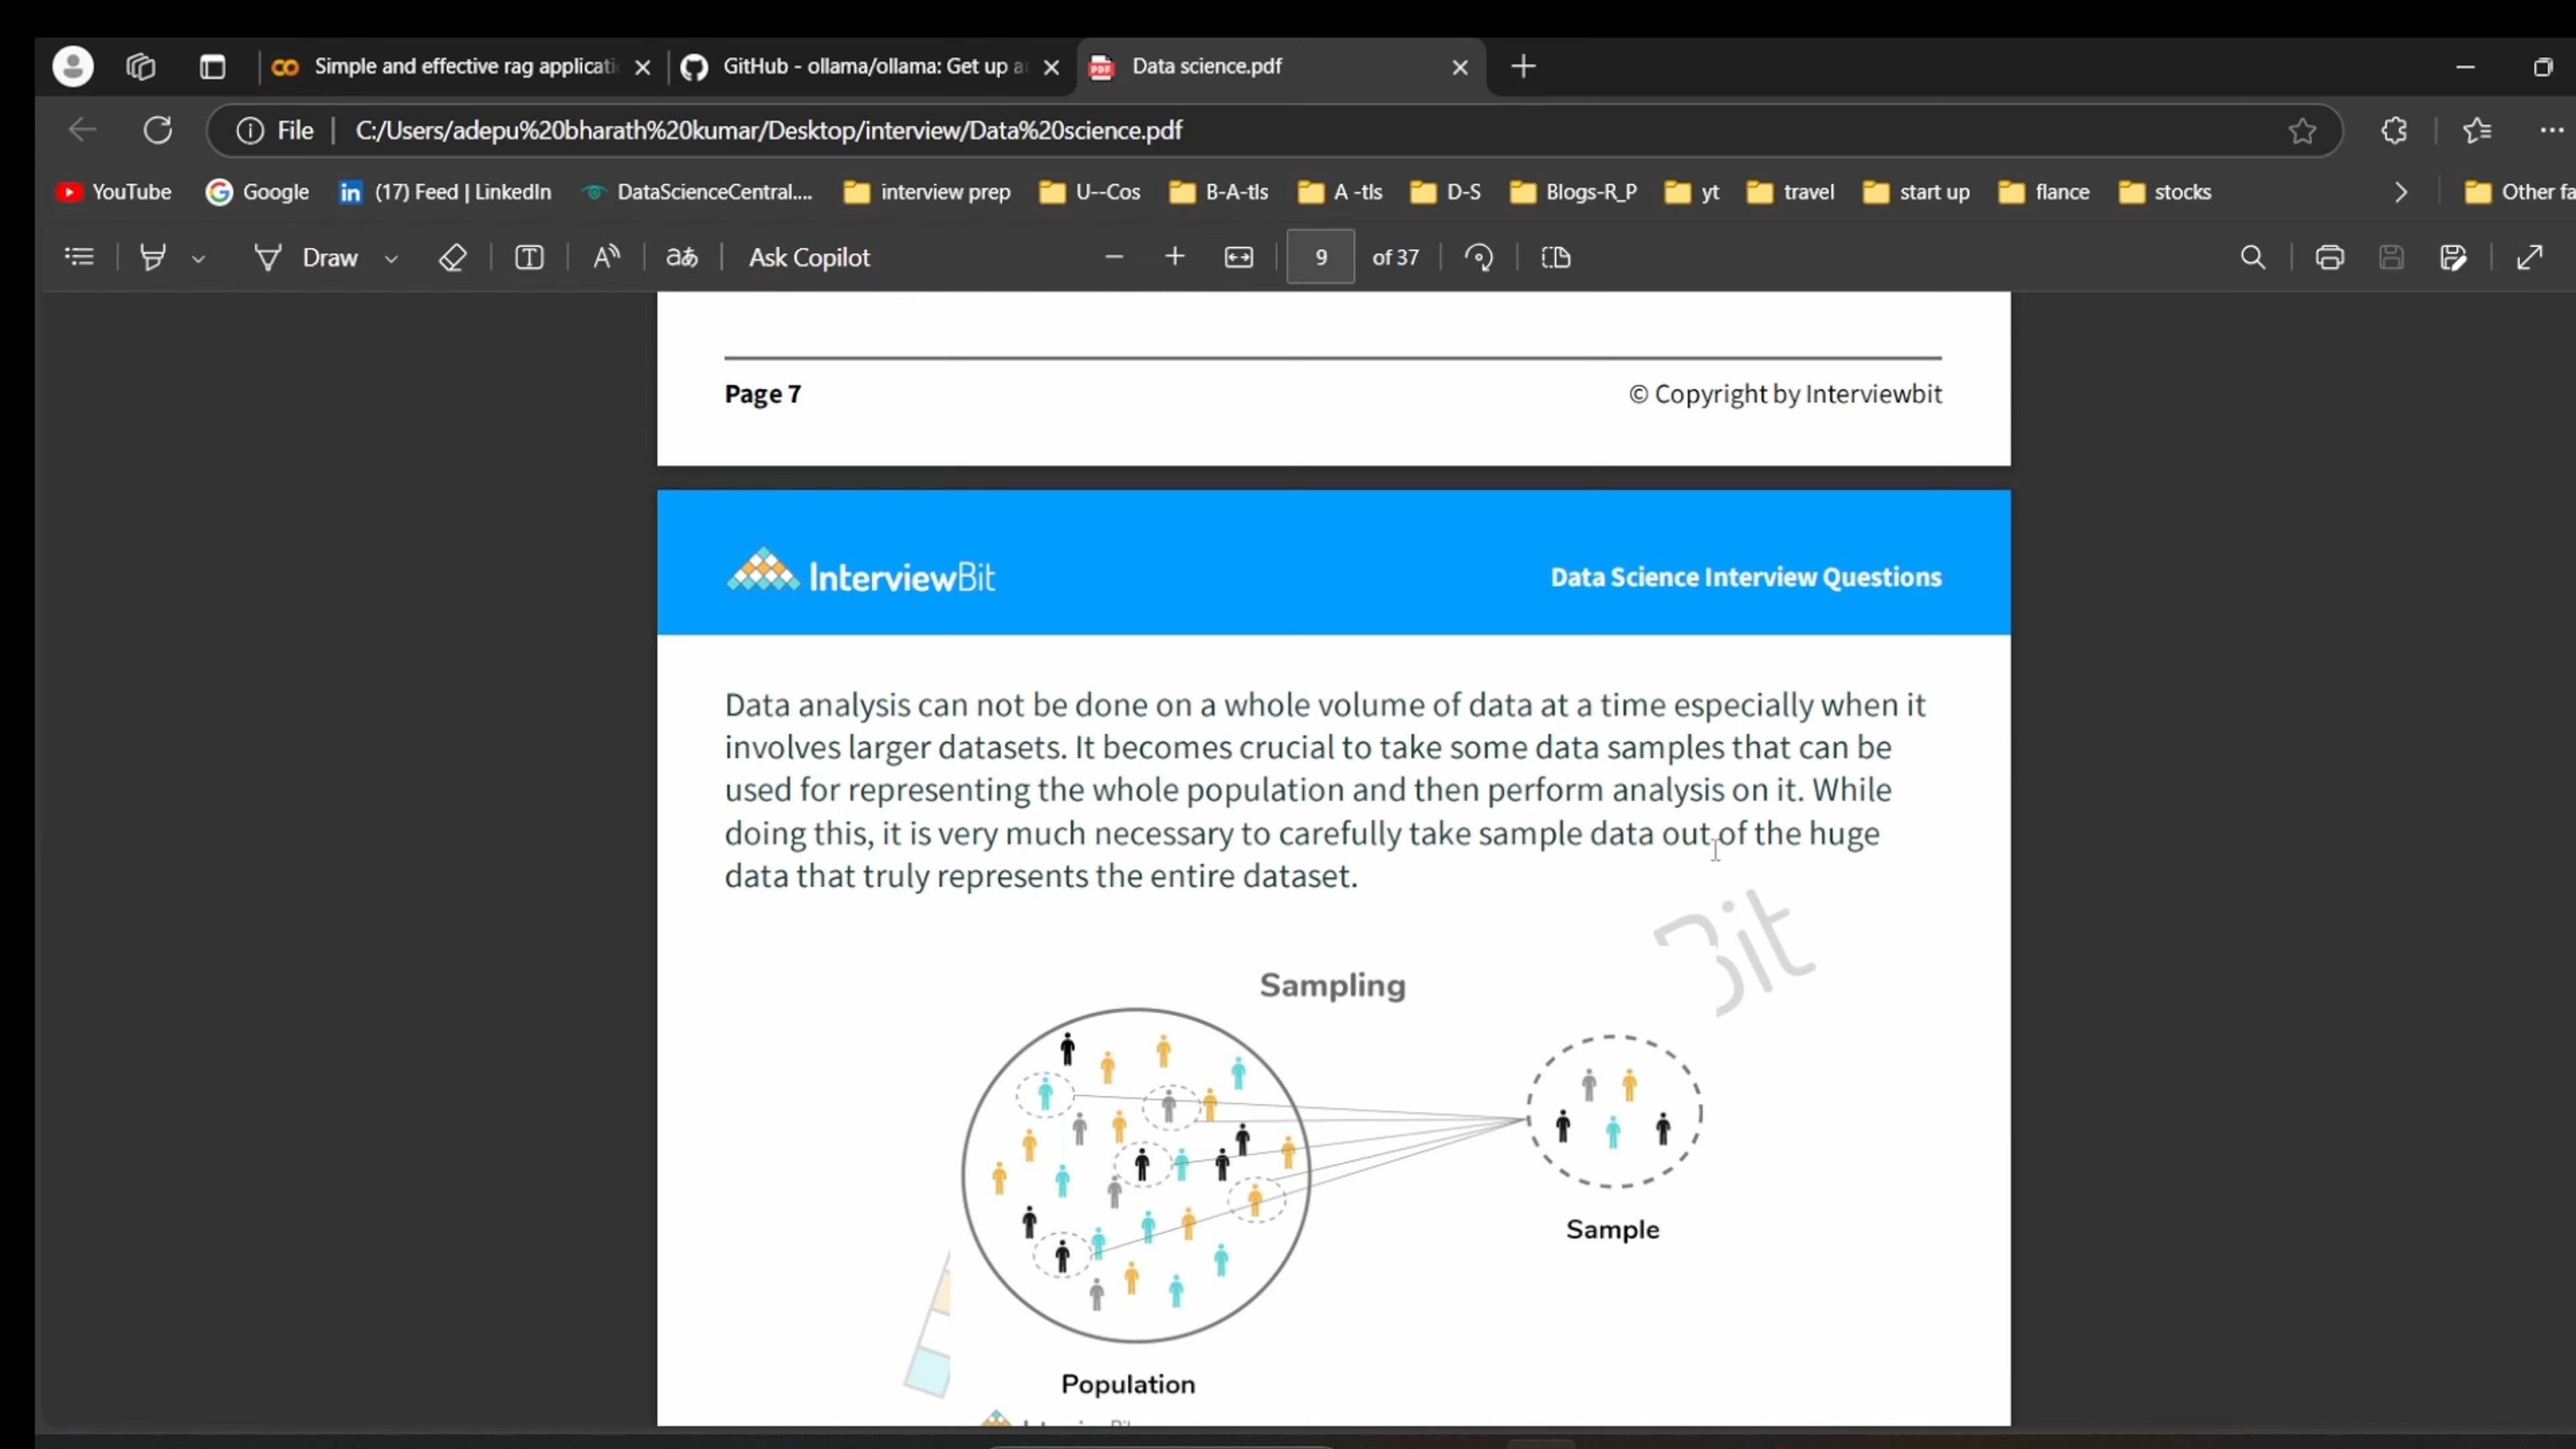 Simple and effective rag applicati
GitHub - ollama/ollama: Get up a
PDF
Data science.pdf
File
C:/Users/adepu%20bharath%20kumar/Desktop/interview/Data%20science.pdf
YouTube
Google
in (17) Feed | LinkedIn
DataScienceCentral....
interview prep
U--Cos
B-A-tls
A -tls
D-S
Blogs-R_P
yt
travel
start up
flance
stocks
Other fa
Draw
T
A
aあ
Ask Copilot
9 of 37
Page 7
© Copyright by Interviewbit
InterviewBit
Data Science Interview Questions
Data analysis can not be done on a whole volume of data at a time especially when it
involves larger datasets. It becomes crucial to take some data samples that can be
used for representing the whole population and then perform analysis on it. While
doing this, it is very much necessary to carefully take sample data out of the huge
data that truly represents the entire dataset.
Bit
Sampling
Sample
Population